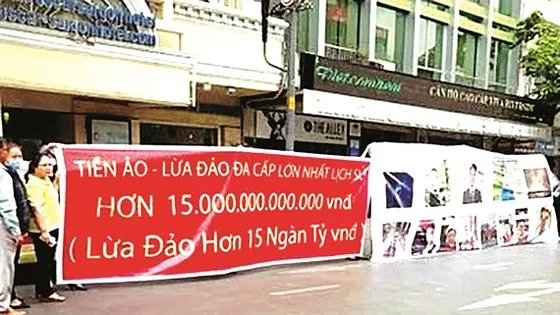 TIỀN ẢO - LỪA ĐẢO ĐA CẤP LỚN NHẤT LỊCH SỬ
HƠN 15.000.000.000.000 vnđ
( Lừa Đảo Hơn 15 Ngàn Tỷ vnđ
CĂN HỘ CAO CẤP
RIVERSIDE
THE ALLEY